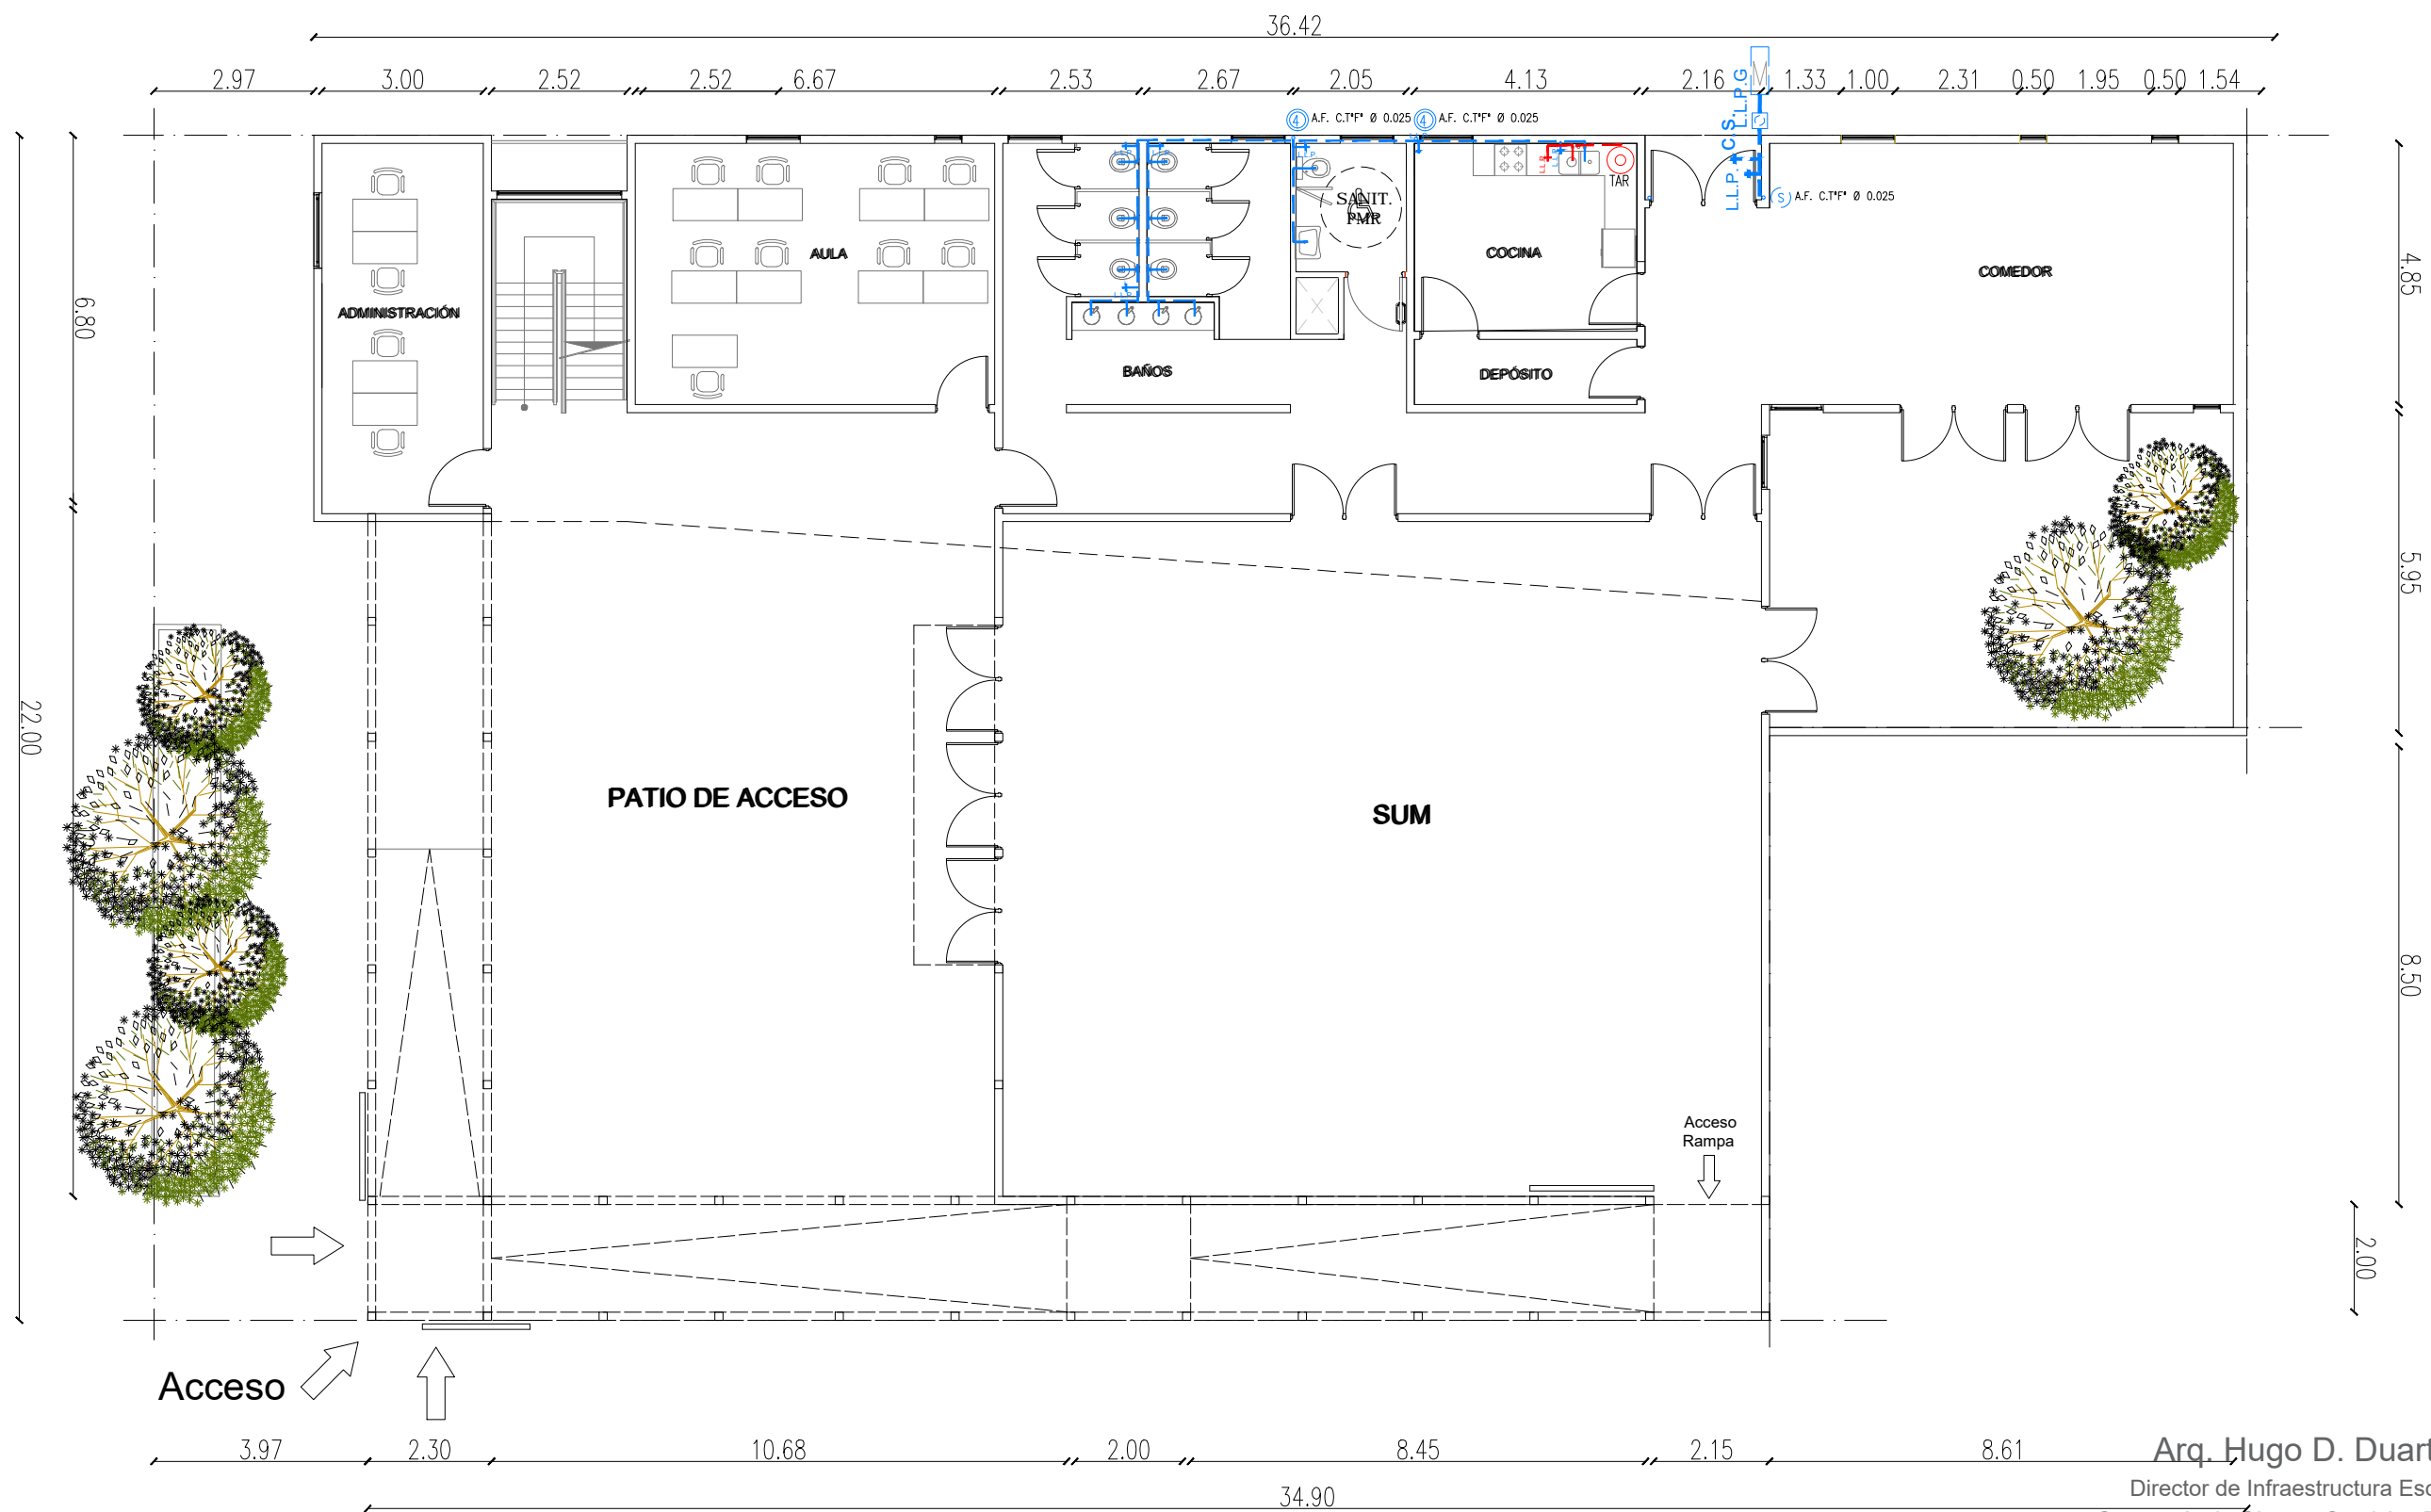 36.42
2.97 3.00 2.52 2.52 6.67 2.53 2.67 2.05 4.13 2.16 1.33 1.00 2.31 0.50 1.95 0.50 1.54
L.L.P.G
4 A.F. C.T°F° Ø 0.025 4 A.F. C.T°F° Ø 0.025
C.S.
L.L.P.
S A.F. C.T°F° Ø 0.025
L.L.P. L.L.P. L.L.P.
L.L.P. L.L.P.
TAR
SANIT.
PMR
AULA
COCINA
COMEDOR
4.85
6.80
ADMINISTRACIÓN
L.L.P.
BAÑOS
DEPÓSITO
5.95
22.00
PATIO DE ACCESO
SUM
8.50
Acceso
Rampa
2.00
Acceso
3.97 2.30 10.68 2.00 8.45 2.15 8.61
Arq. Hugo D. Duart
34.90
Director de Infraestructura Esc